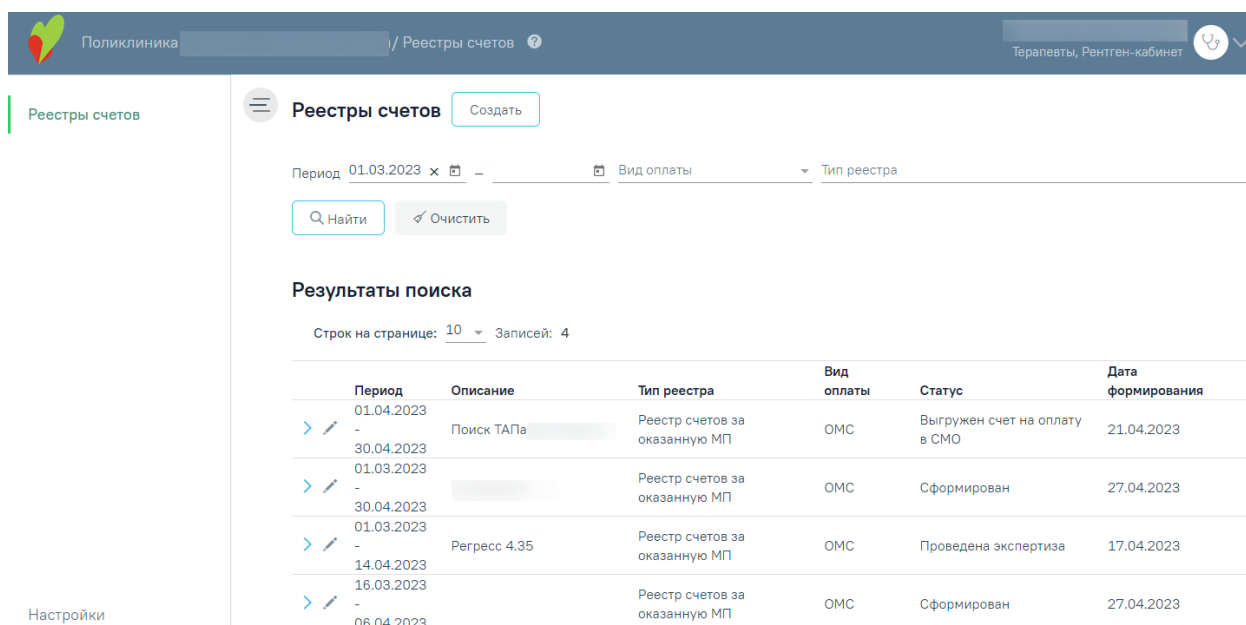 Поликлиника / Реестры счетов ?
Терапевты, Рентген-кабинет
Реестры счетов
Реестры счетов Создать
Период 01.03.2023 × – Вид оплаты Тип реестра
Найти Очистить
Результаты поиска
Строк на странице: 10 Записей: 4
Вид Дата
Период Описание Тип реестра оплаты Статус формирования
01.04.2023
- Поиск ТАПа Реестр счетов за оказанную МП ОМС Выгружен счет на оплату в СМО 21.04.2023
30.04.2023
01.03.2023
- Реестр счетов за оказанную МП ОМС Сформирован 27.04.2023
30.04.2023
01.03.2023
- Регресс 4.35 Реестр счетов за оказанную МП ОМС Проведена экспертиза 17.04.2023
14.04.2023
16.03.2023
- Реестр счетов за оказанную МП ОМС Сформирован 27.04.2023
06.04.2023
Настройки